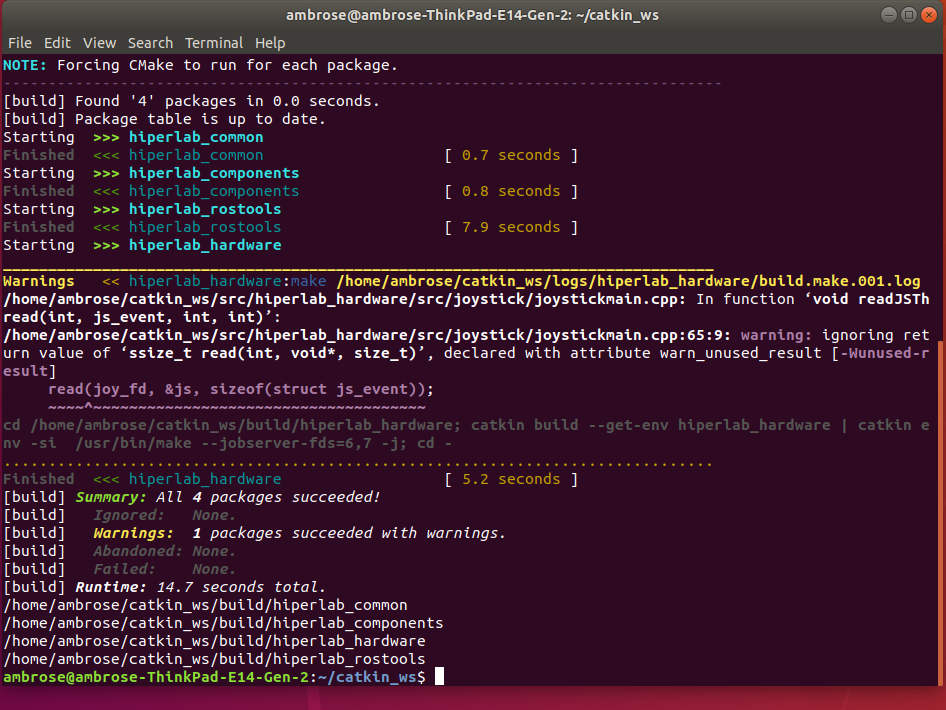 ambrose@ambrose-ThinkPad-E14-Gen-2: ~/catkin_ws
File Edit View Search Terminal Help
NOTE: Forcing CMake to run for each package.
--------------------------------------------------------------------------------
[build] Found '4' packages in 0.0 seconds.
[build] Package table is up to date.
Starting  >>> hiperlab_common
Finished  <<< hiperlab_common                    [ 0.7 seconds ]
Starting  >>> hiperlab_components
Finished  <<< hiperlab_components                [ 0.8 seconds ]
Starting  >>> hiperlab_rostools
Finished  <<< hiperlab_rostools                  [ 7.9 seconds ]
Starting  >>> hiperlab_hardware
_______________________________________________________________________________
Warnings   << hiperlab_hardware:make /home/ambrose/catkin_ws/logs/hiperlab_hardware/build.make.001.log
/home/ambrose/catkin_ws/src/hiperlab_hardware/src/joystick/joystickmain.cpp: In function ‘void readJSTh
read(int, js_event, int, int)’:
/home/ambrose/catkin_ws/src/hiperlab_hardware/src/joystick/joystickmain.cpp:65:9: warning: ignoring ret
urn value of ‘ssize_t read(int, void*, size_t)’, declared with attribute warn_unused_result [-Wunused-r
esult]
     read(joy_fd, &js, sizeof(struct js_event));
     ~~~~^~~~~~~~~~~~~~~~~~~~~~~~~~~~~~~~~~~~~~
cd /home/ambrose/catkin_ws/build/hiperlab_hardware; catkin build --get-env hiperlab_hardware | catkin e
nv -si  /usr/bin/make --jobserver-fds=6,7 -j; cd -
...............................................................................
Finished  <<< hiperlab_hardware                  [ 5.2 seconds ]
[build] Summary: All 4 packages succeeded!
[build]   Ignored:   None.
[build]   Warnings:  1 packages succeeded with warnings.
[build]   Abandoned: None.
[build]   Failed:    None.
[build] Runtime: 14.7 seconds total.
/home/ambrose/catkin_ws/build/hiperlab_common
/home/ambrose/catkin_ws/build/hiperlab_components
/home/ambrose/catkin_ws/build/hiperlab_hardware
/home/ambrose/catkin_ws/build/hiperlab_rostools
ambrose@ambrose-ThinkPad-E14-Gen-2:~/catkin_ws$